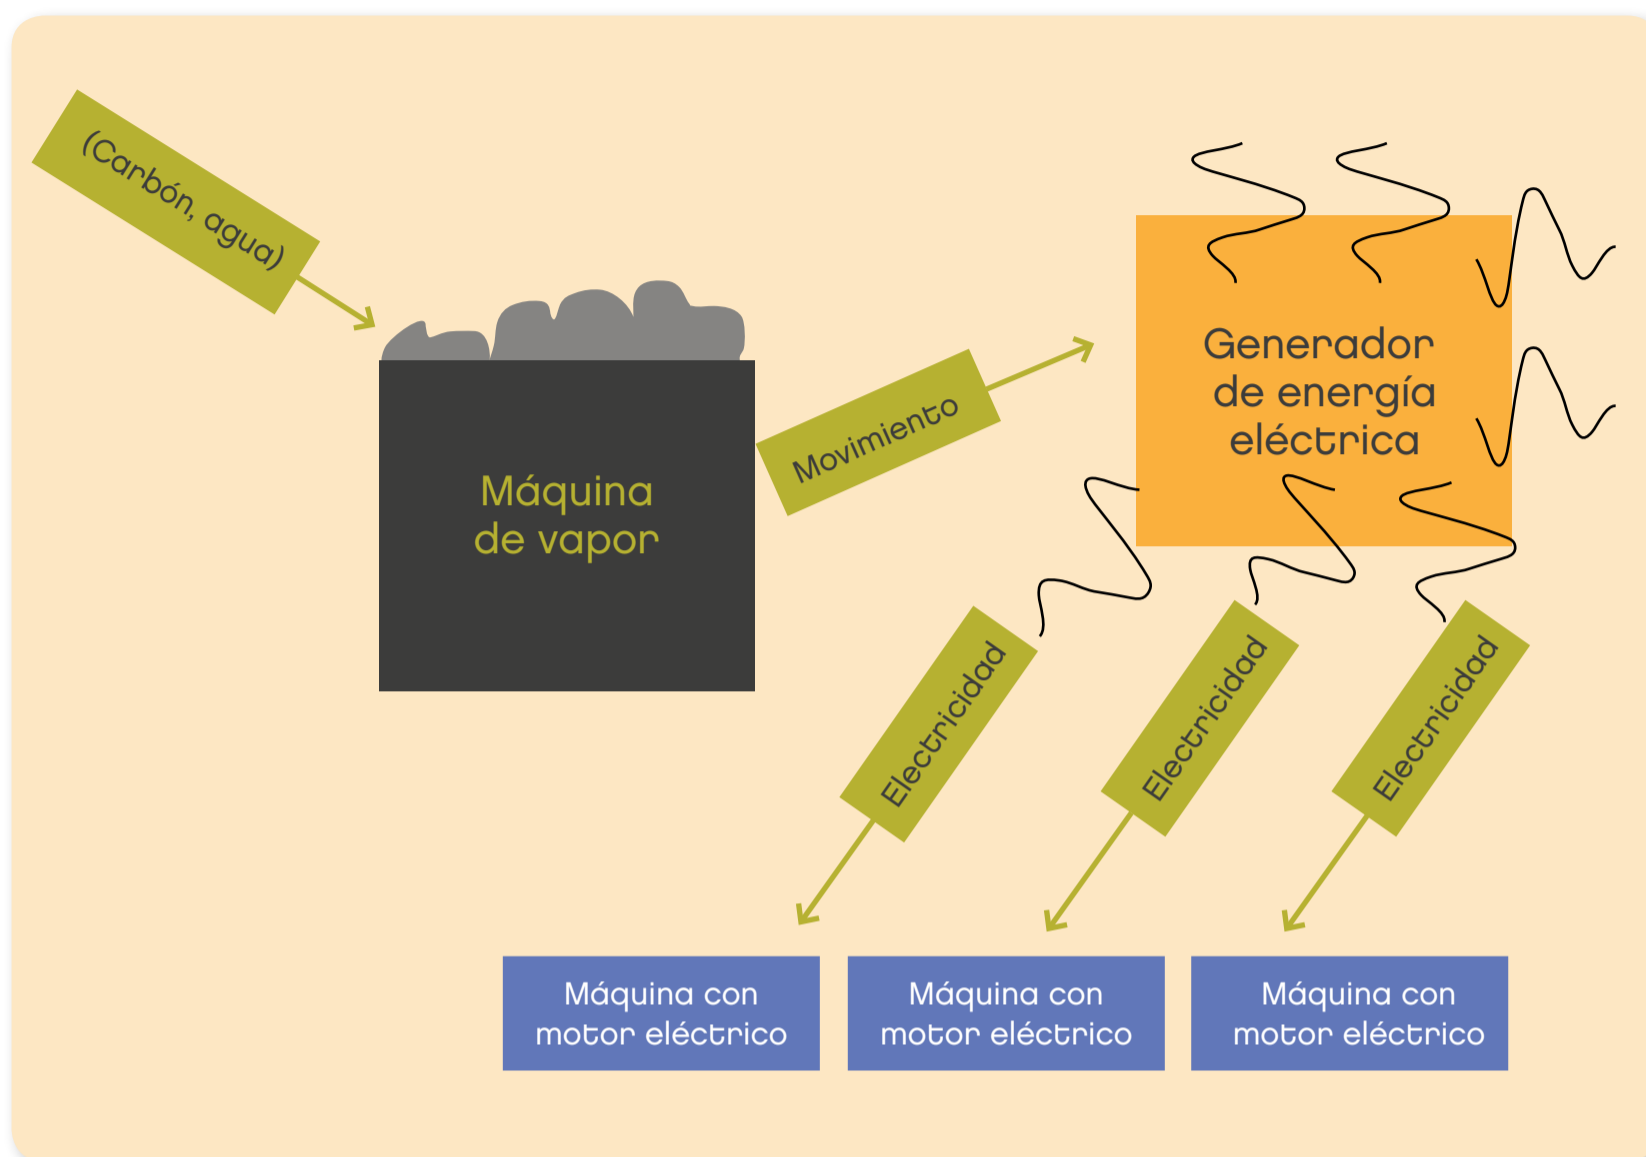 (Carbón, agua)
Máquina
de vapor
Movimiento
Generador
de energía
eléctrica
Electricidad
Electricidad
Electricidad
Máquina con
motor eléctrico
Máquina con
motor eléctrico
Máquina con
motor eléctrico